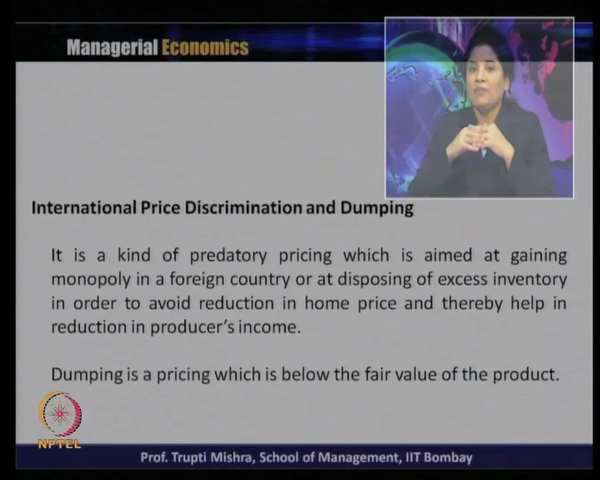 Managerial Economics
International Price Discrimination and Dumping
It is a kind of predatory pricing which is aimed at gaining
monopoly in a foreign country or at disposing of excess inventory
in order to avoid reduction in home price and thereby help in
reduction in producer's income.
Dumping is a pricing which is below the fair value of the product.
NPTEL
Prof. Trupti Mishra, School of Management, IIT Bombay